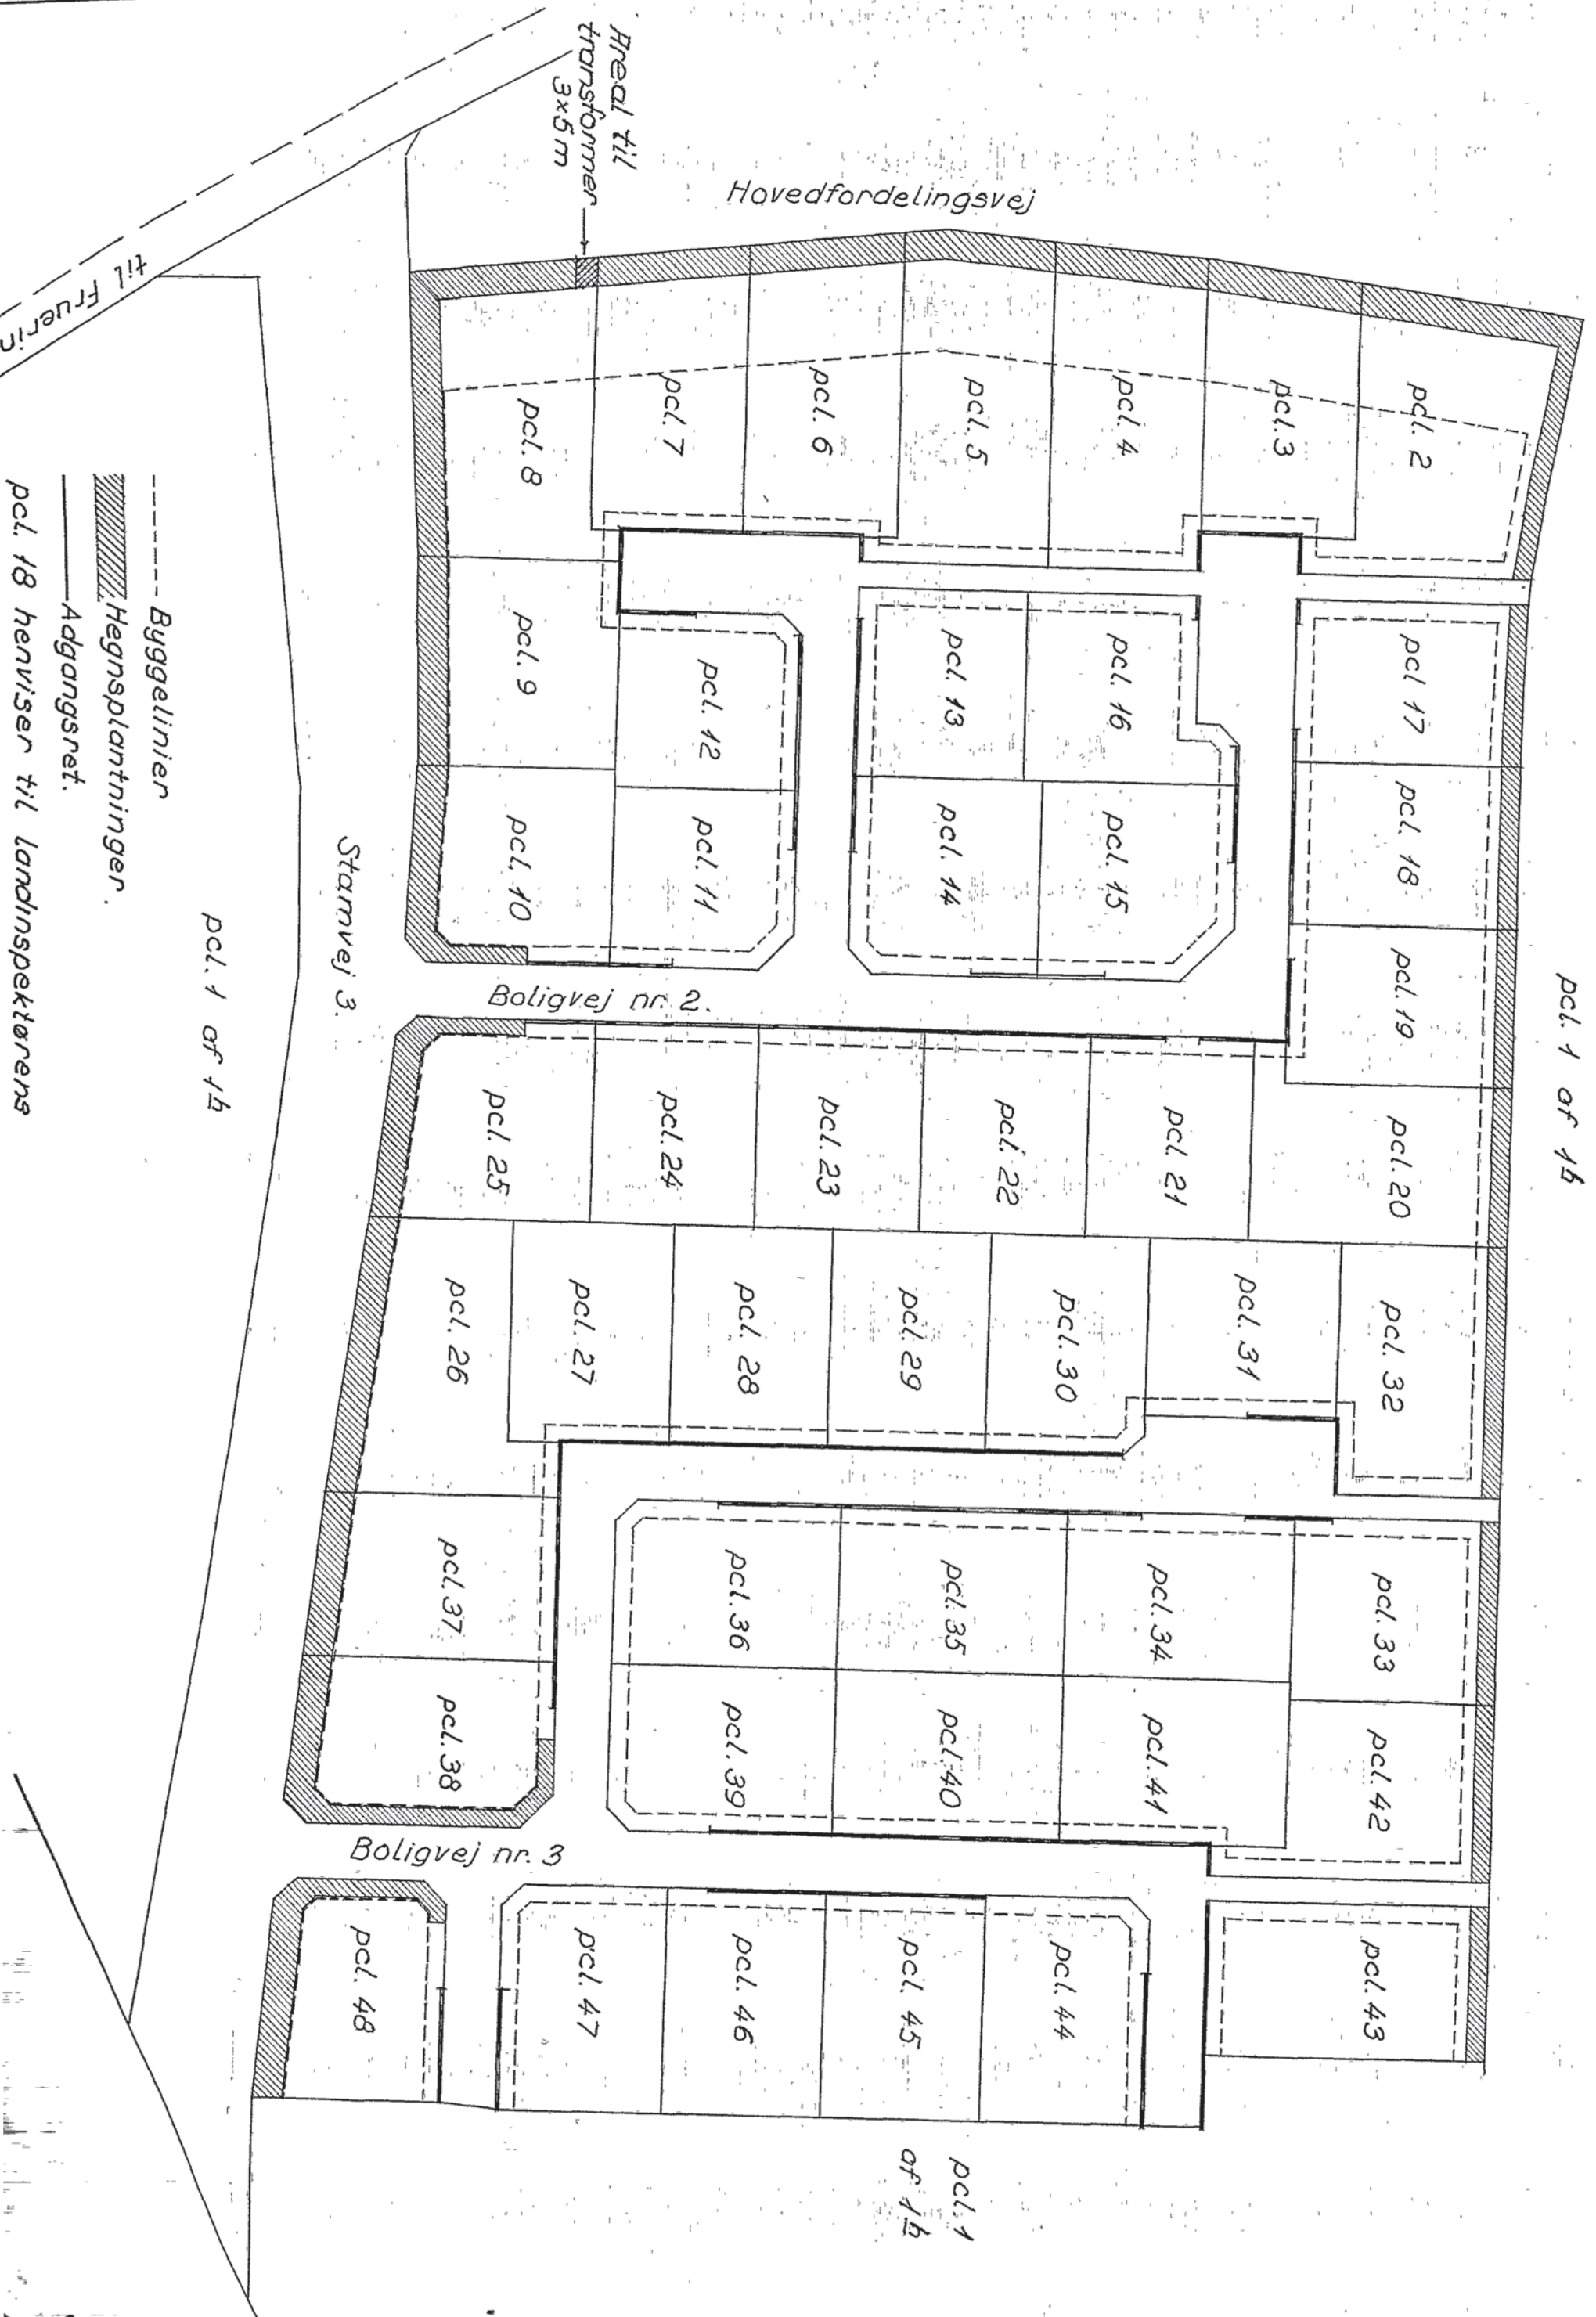 Areal til
transformer
3x5m
Hovedfordelingsvej
til Fruerin
pcl. 2
pcl. 3
pcl. 4
pcl. 5
pcl. 6
pcl. 7
pcl. 8
pcl. 9
pcl. 10
pcl. 11
pcl. 12
pcl. 13
pcl. 14
pcl. 15
pcl. 16
pcl 17
pcl. 18
pcl. 19
pcl. 20
pcl. 21
pcl. 22
pcl. 23
pcl. 24
pcl. 25
pcl. 26
pcl. 27
pcl. 28
pcl. 29
pcl. 30
pcl. 31
pcl. 32
pcl. 33
pcl. 34
pcl. 35
pcl. 36
pcl. 37
pcl. 38
pcl. 39
pcl. 40
pcl. 41
pcl. 42
pcl. 43
pcl. 44
pcl. 45
pcl. 46
pcl. 47
pcl. 48
Boligvej nr. 2.
Boligvej nr. 3
Stamvej 3.
pcl. 1 af 1h
pcl. 1 af 1h
pcl. 1
af 1h
Byggelinier
Hegnsplantninger.
Adgangsret.
pcl. 18 henviser til landinspektørens